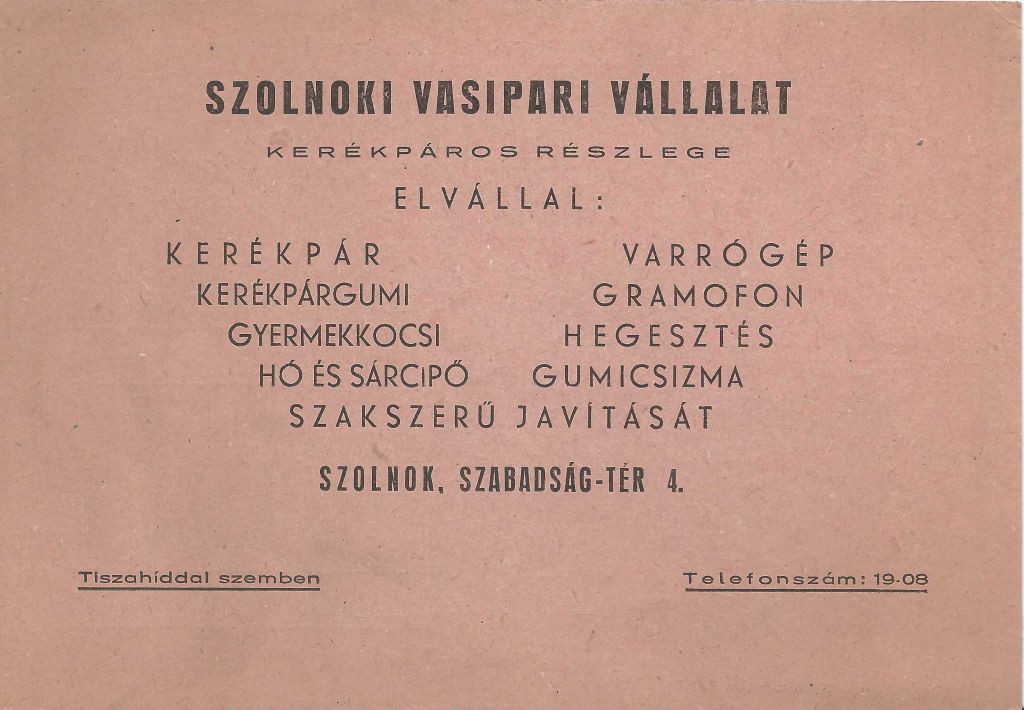 SZOLNOKI VASIPARI VÁLLALAT
KERÉKPÁROS RÉSZLEGE
ELVÁLLAL:
KERÉKPÁR VARRÓGÉP
KERÉKPÁRGUMI GRAMOFON
GYERMEKKOCSI HEGESZTÉS
HÓ ÉS SÁRCIPŐ GUMICSIZMA
SZAKSZERŰ JAVÍTÁSÁT
SZOLNOK, SZABADSÁG-TÉR 4.
Tiszahíddal szemben Telefonszám: 19-08